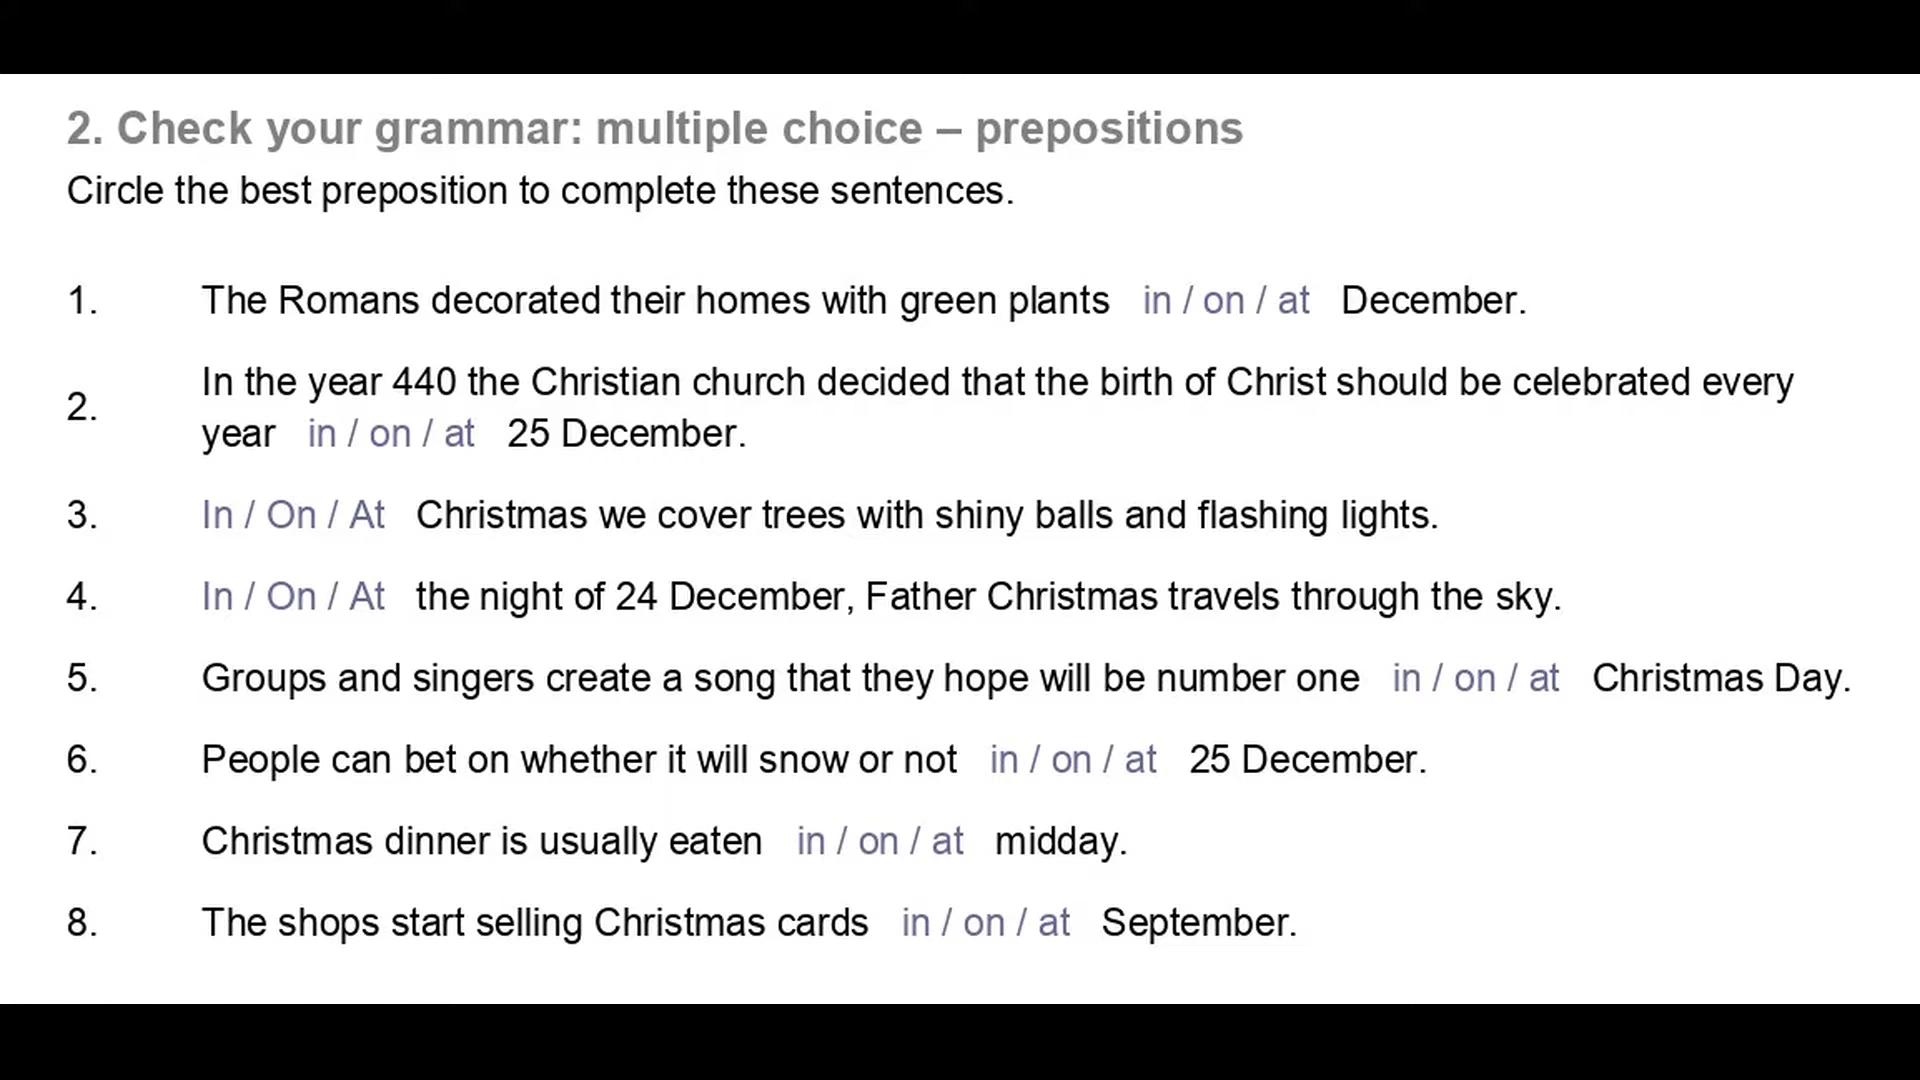 2. Check your grammar: multiple choice – prepositions
Circle the best preposition to complete these sentences.
1. The Romans decorated their homes with green plants in / on / at December.
2. In the year 440 the Christian church decided that the birth of Christ should be celebrated every
year in / on / at 25 December.
3. In / On / At Christmas we cover trees with shiny balls and flashing lights.
4. In / On / At the night of 24 December, Father Christmas travels through the sky.
5. Groups and singers create a song that they hope will be number one in / on / at Christmas Day.
6. People can bet on whether it will snow or not in / on / at 25 December.
7. Christmas dinner is usually eaten in / on / at midday.
8. The shops start selling Christmas cards in / on / at September.